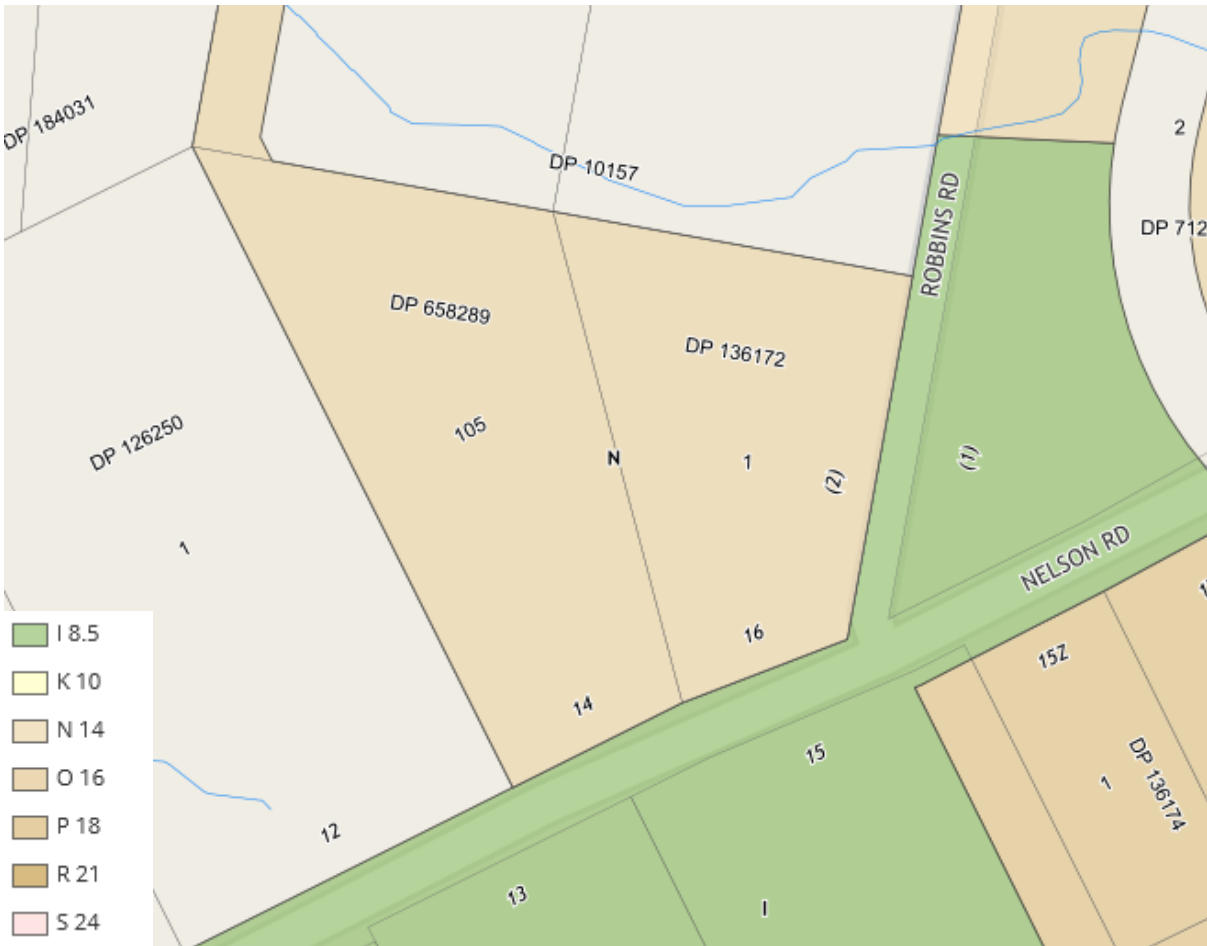 DP 184031
DP 10157
2
DP 712
ROBBINS RD
DP 658289
DP 136172
105
DP 126250
N
1
(2)
(1)
1
NELSON RD
16
15Z
14
15
1
DP 136174
12
13
I
I 8.5
K 10
N 14
O 16
P 18
R 21
S 24